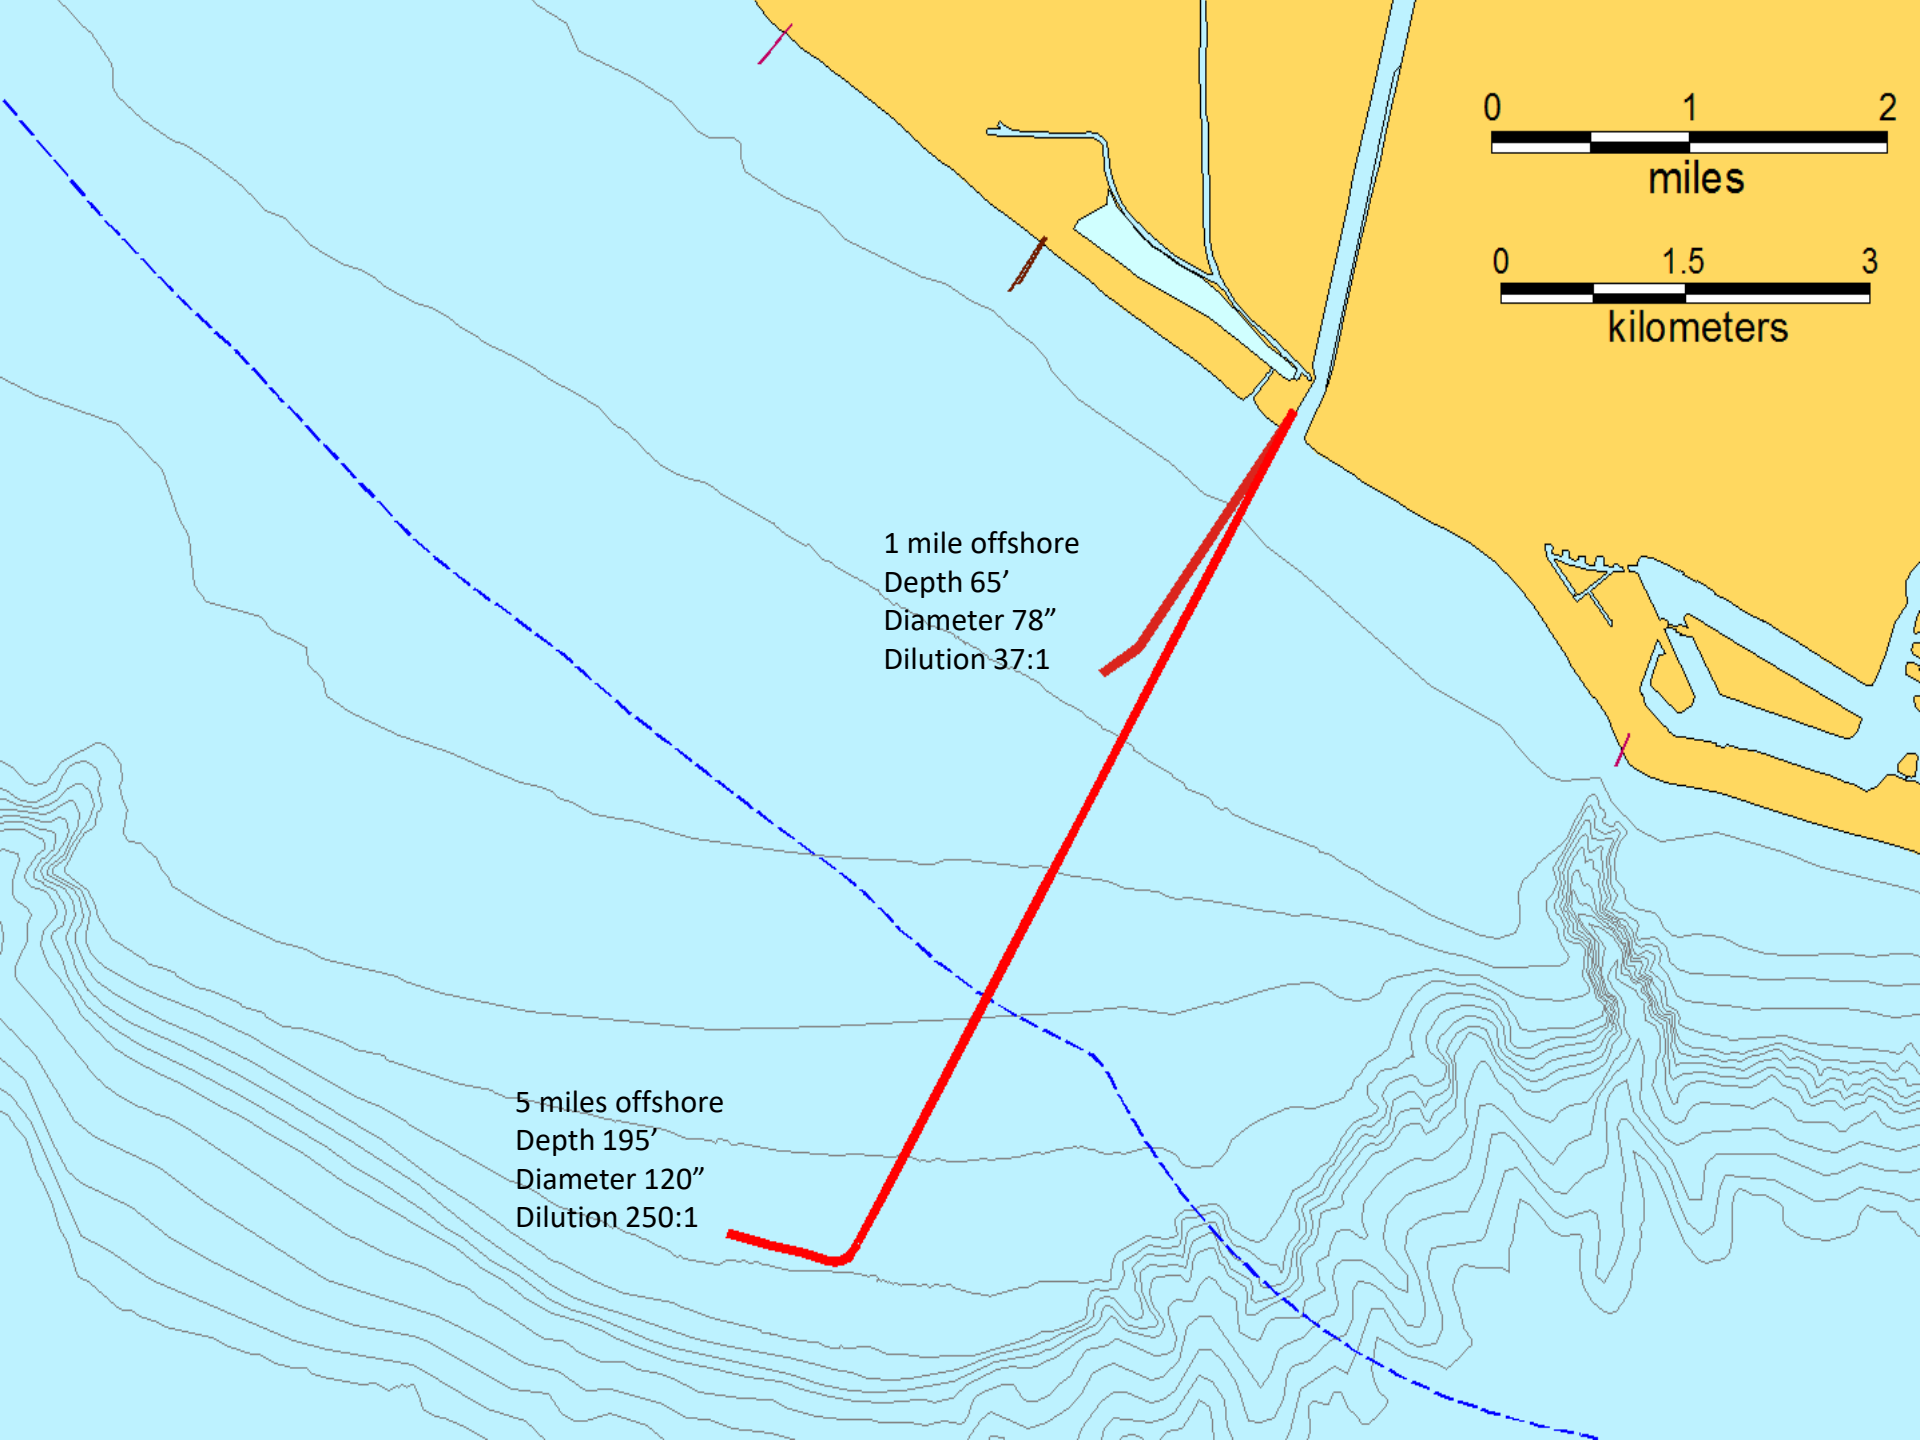 0 1 2
miles
0 1.5 3
kilometers
1 mile offshore
Depth 65’
Diameter 78”
Dilution 37:1
5 miles offshore
Depth 195’
Diameter 120”
Dilution 250:1